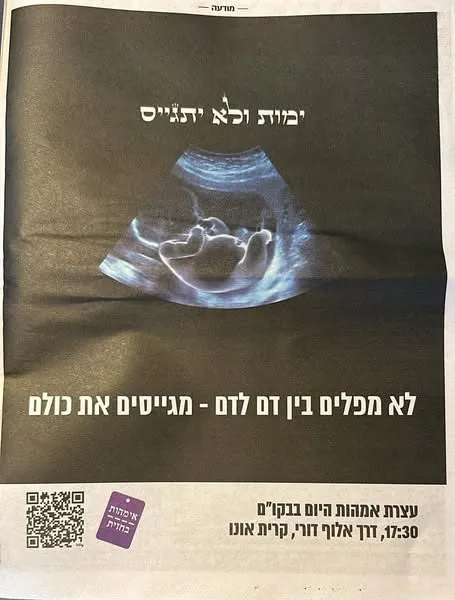 — מודעה —
ימות ולא יתגייס
לא מפלים בין דם לדם - מגייסים את כולם
עצרת אמהות היום בבקו"ם
17:30, דרך אלוף דורי, קרית אונו
אימהות
בחזית